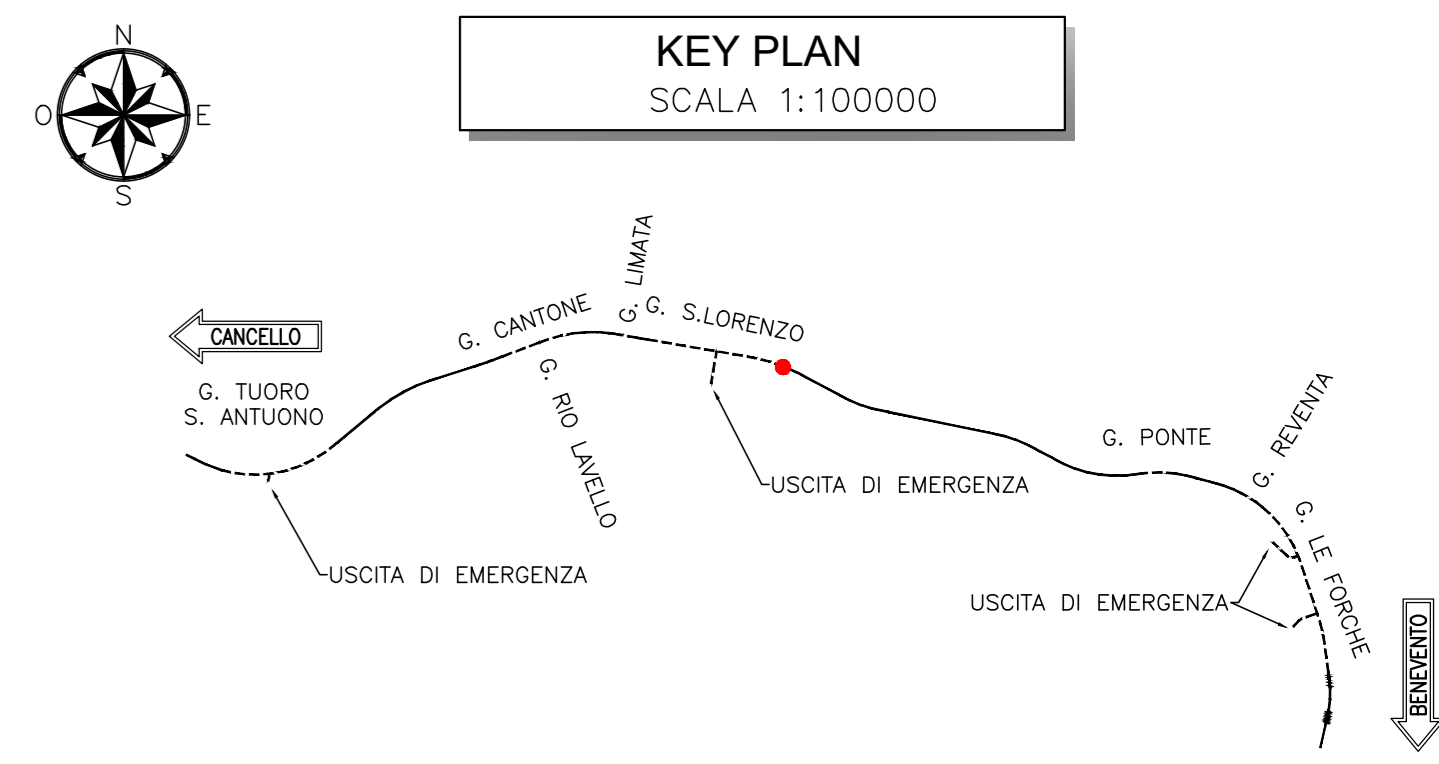 N
O
E
S
KEY PLAN
SCALA 1:100000
CANCELLO
G. TUORO
S. ANTUONO
G. CANTONE
G. LIMATA
G. S.LORENZO
G. RIO LAVELLO
USCITA DI EMERGENZA
USCITA DI EMERGENZA
G. PONTE
G. REVENTA
G. LE FORCHE
USCITA DI EMERGENZA
BENEVENTO